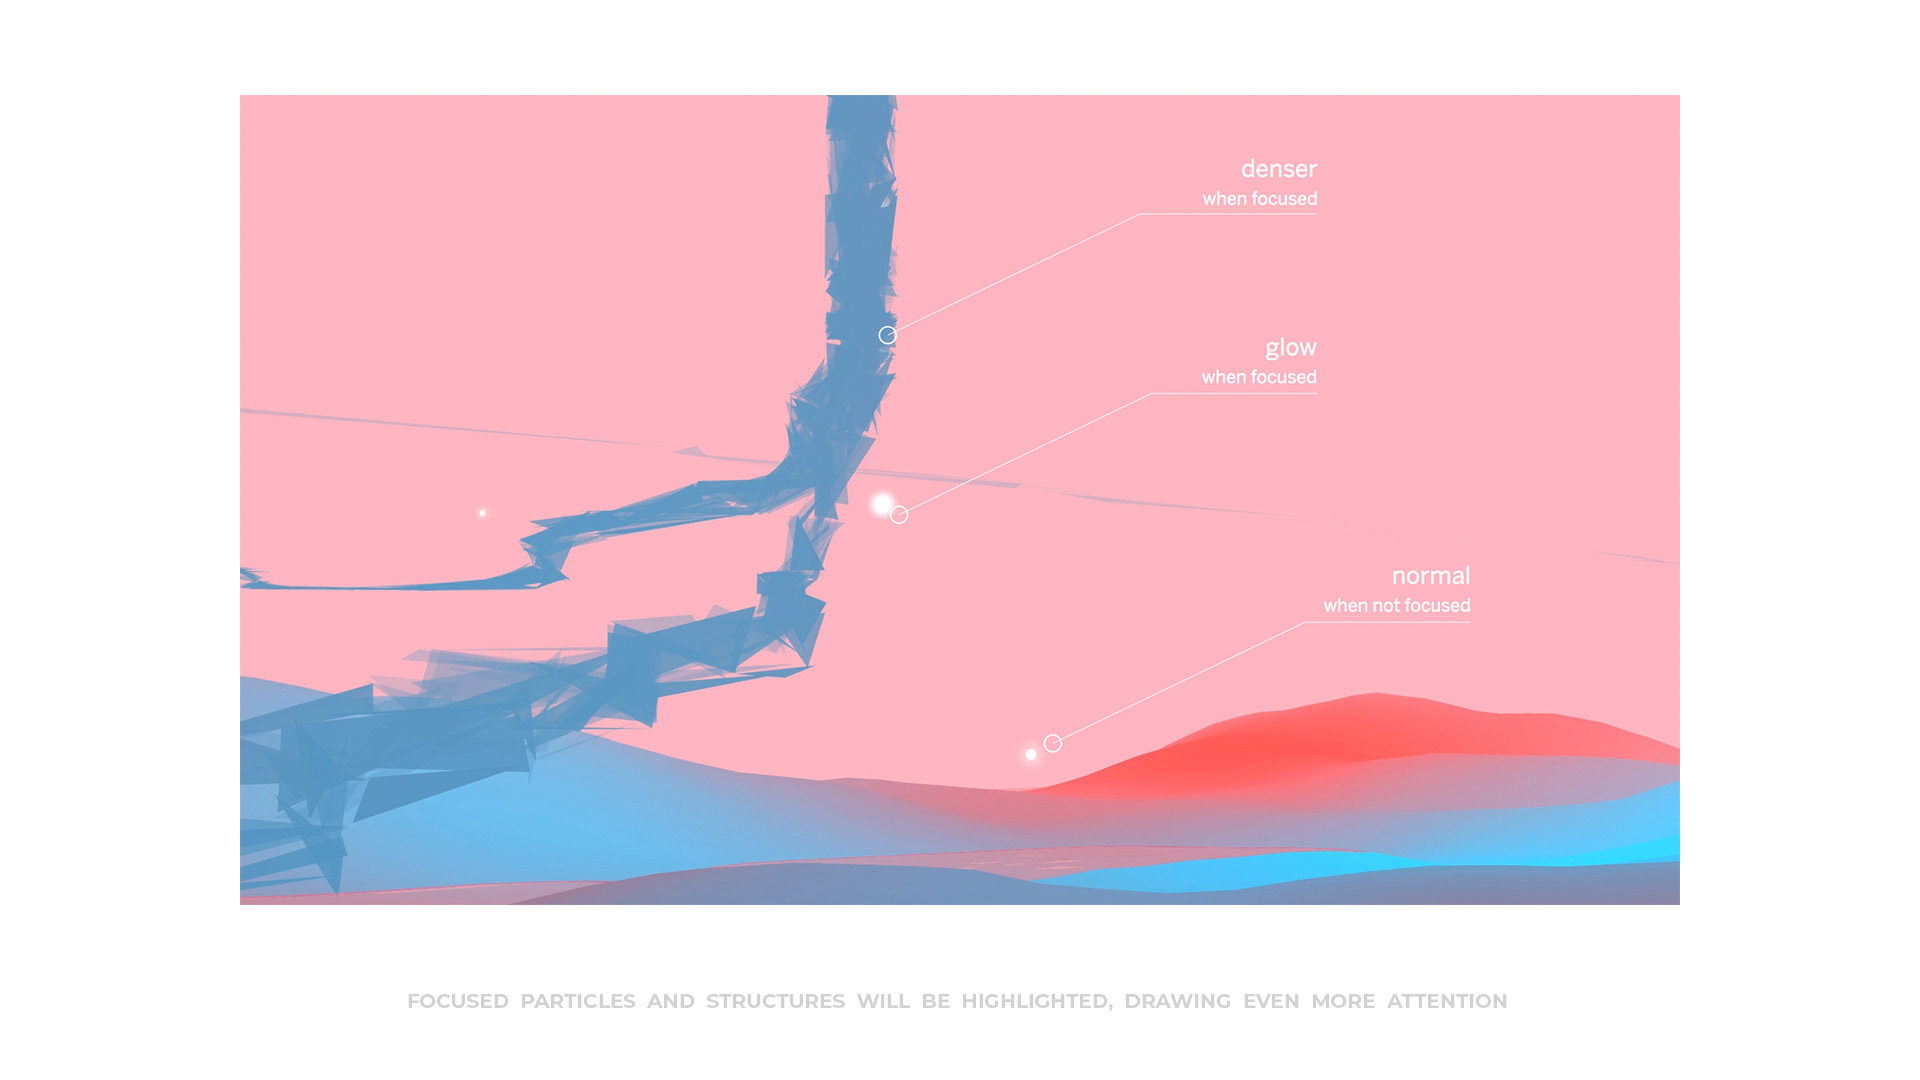 denser
when focused
glow
when focused
normal
when not focused
FOCUSED PARTICLES AND STRUCTURES WILL BE HIGHLIGHTED, DRAWING EVEN MORE ATTENTION